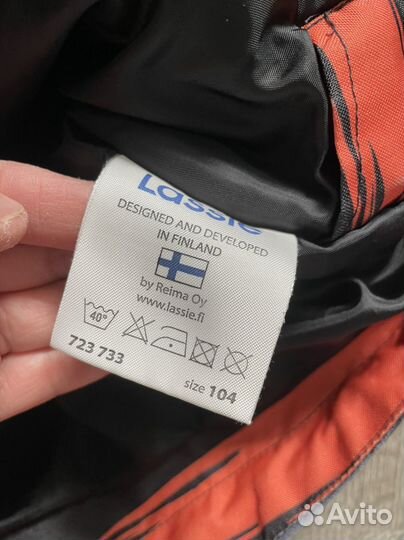 Lassie
DESIGNED AND DEVELOPED
IN FINLAND
by Reima Oy
www.lassie.fi
40°
723 733
size 104
Avito